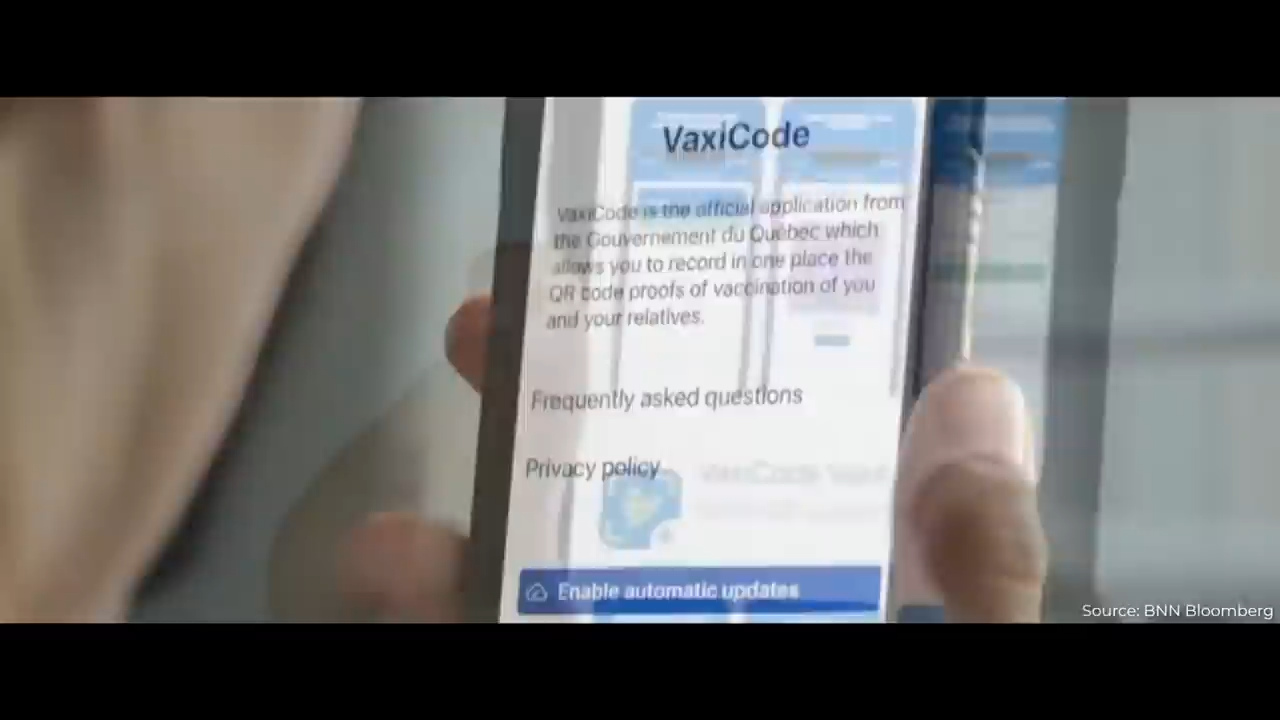 VaxiCode
VaxiCode is the official application from
the Gouvernement du Québec which
allows you to record in one place the
QR code proofs of vaccination of you
and your relatives.
Frequently asked questions
Privacy policy
Enable automatic updates
Source: BNN Bloomberg